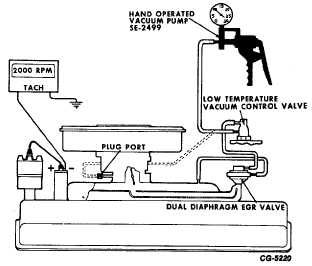 HAND OPERATED
VACUUM PUMP
SE-2499
2000 RPM
TACH
LOW TEMPERATURE
VACUUM CONTROL VALVE
PLUG PORT
+ -
DUAL DIAPHRAGM EGR VALVE
CG-5220